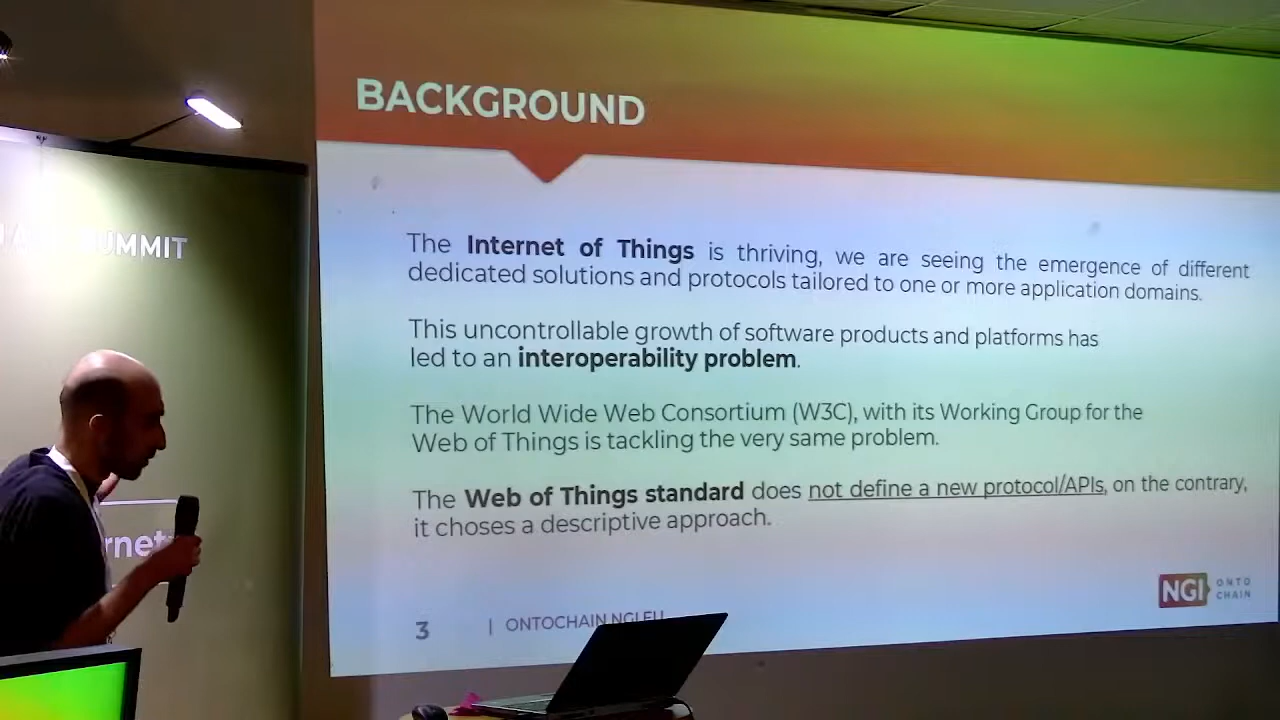 BACKGROUND
SUMMIT
The Internet of Things is thriving, we are seeing the emergence of different
dedicated solutions and protocols tailored to one or more application domains.
This uncontrollable growth of software products and platforms has
led to an interoperability problem.
The World Wide Web Consortium (W3C), with its Working Group for the
Web of Things is tackling the very same problem.
The Web of Things standard does not define a new protocol/APIs, on the contrary,
it choses a descriptive approach.
rnet
NGI ONTO
CHAIN
3 | ONTOCHAIN.NGI.EU